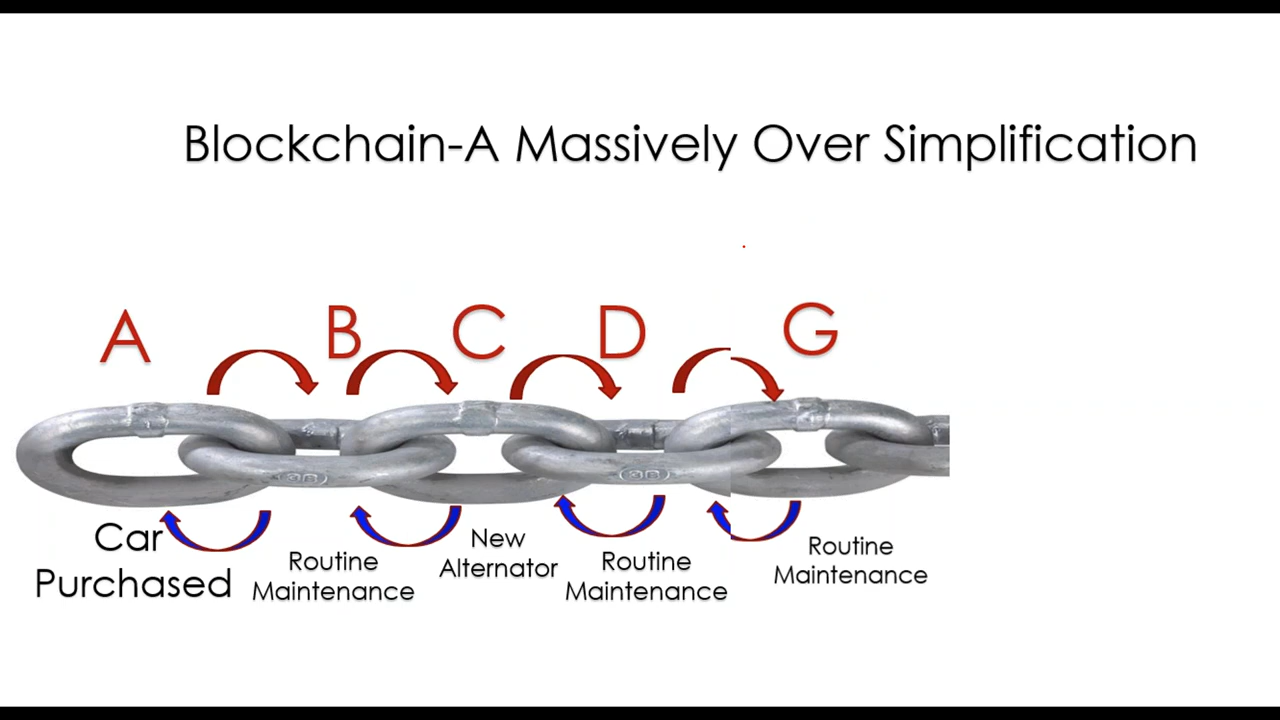 Blockchain-A Massively Over Simplification
A B C D G
Car
Purchased
Routine
Maintenance
New
Alternator
Routine
Maintenance
Routine
Maintenance